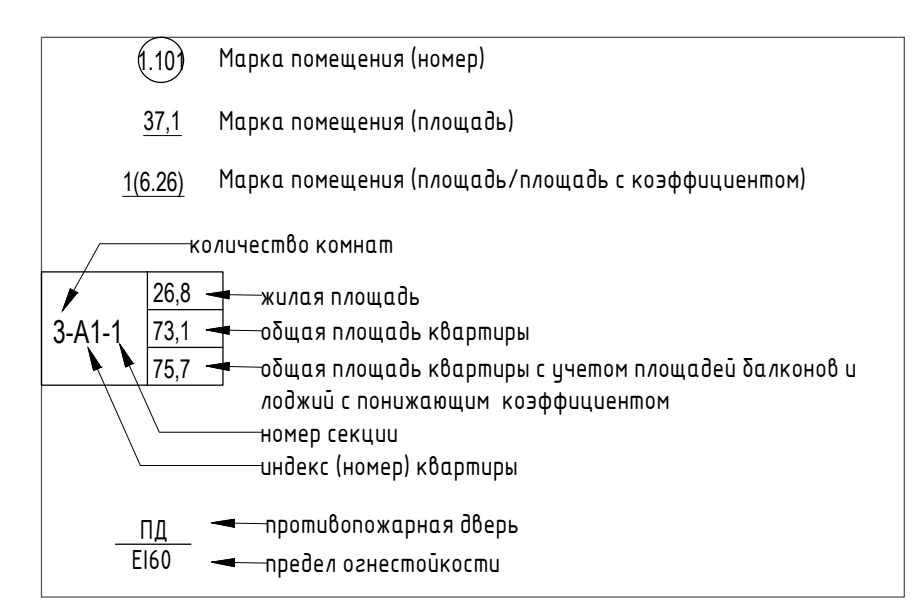 1.101 Марка помещения (номер)
37,1 Марка помещения (площадь)
1(6.26) Марка помещения (площадь/площадь с коэффициентом)
количество комнат
3-А1-1
26,8 жилая площадь
73,1 общая площадь квартиры
75,7 общая площадь квартиры с учетом площадей балконов и
лоджий с понижающим коэффициентом
номер секции
индекс (номер) квартиры
ПД противопожарная дверь
EI60 предел огнестойкости